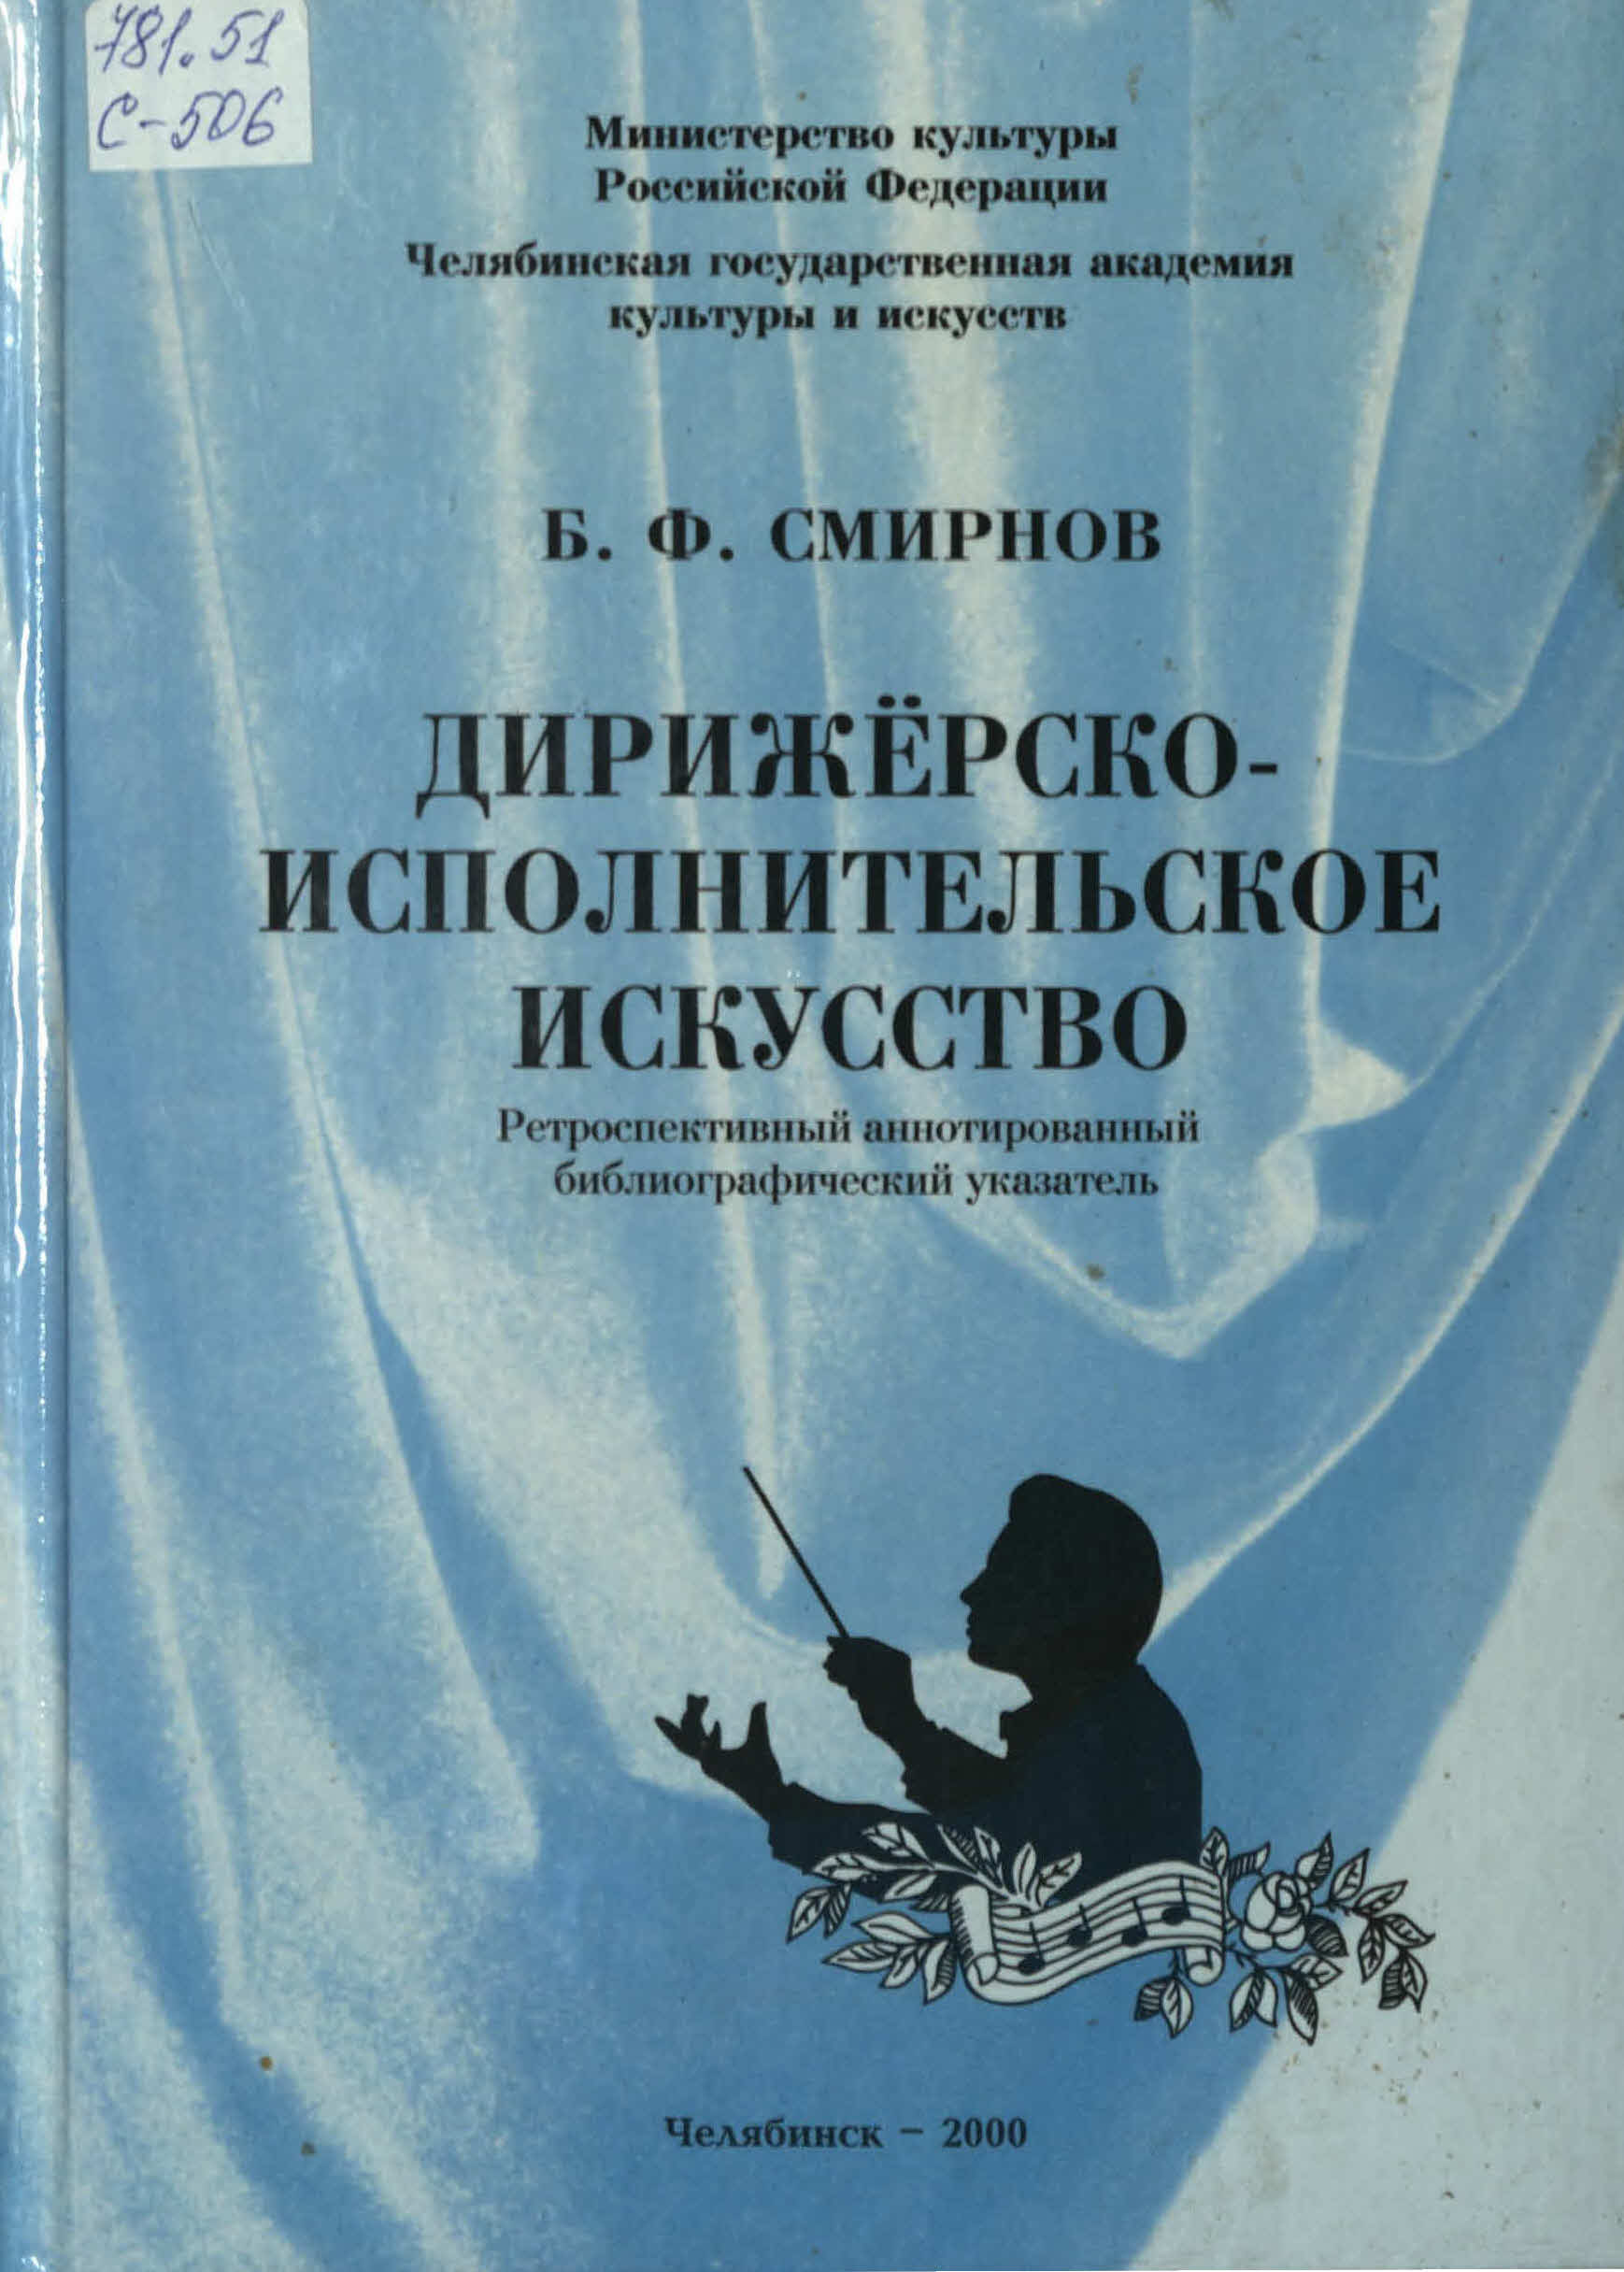 781.51
С-506
Министерство культуры
Российской Федерации
Челябинская государственная академия
культуры и искусств
Б. Ф. СМИРНОВ
ДИРИЖЁРСКО-
ИСПОЛНИТЕЛЬСКОЕ
ИСКУССТВО
Ретроспективный аннотированный
библиографический указатель
Челябинск – 2000